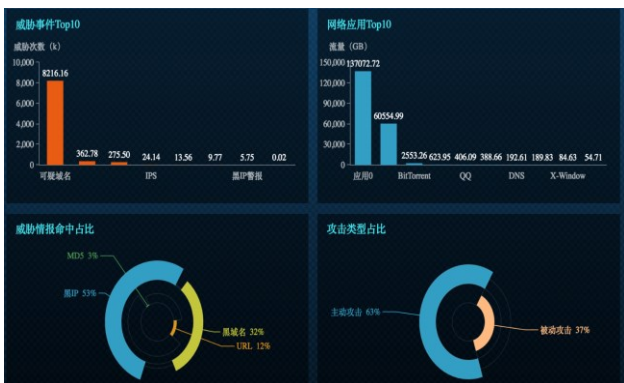 威胁事件Top10
威胁次数（k）
10,000
8,000
6,000
4,000
2,000
0
8216.16
362.78
275.50
24.14
13.56
9.77
5.75
0.02
可疑域名
IPS
黑IP警报
网络应用Top10
流量（GB）
150,000
120,000
90,000
60,000
30,000
0
137072.72
60554.99
2553.26
623.95
406.09
388.66
192.61
189.83
84.63
54.71
应用0
BitTorrent
QQ
DNS
X-Window
威胁情报命中占比
MD5 3%
黑IP 53%
黑域名 32%
URL 12%
攻击类型占比
主动攻击 63%
被动攻击 37%